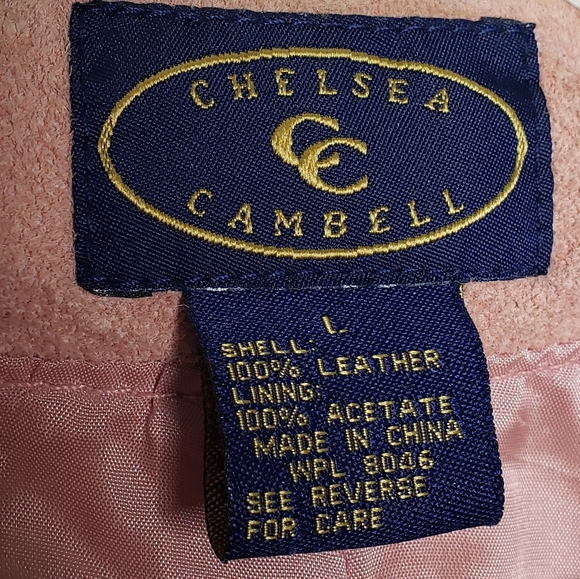 CHELSEA
CC
CAMBELL
L
SHELL:
100% LEATHER
LINING:
100% ACETATE
MADE IN CHINA
WPL 8046
SEE REVERSE
FOR CARE